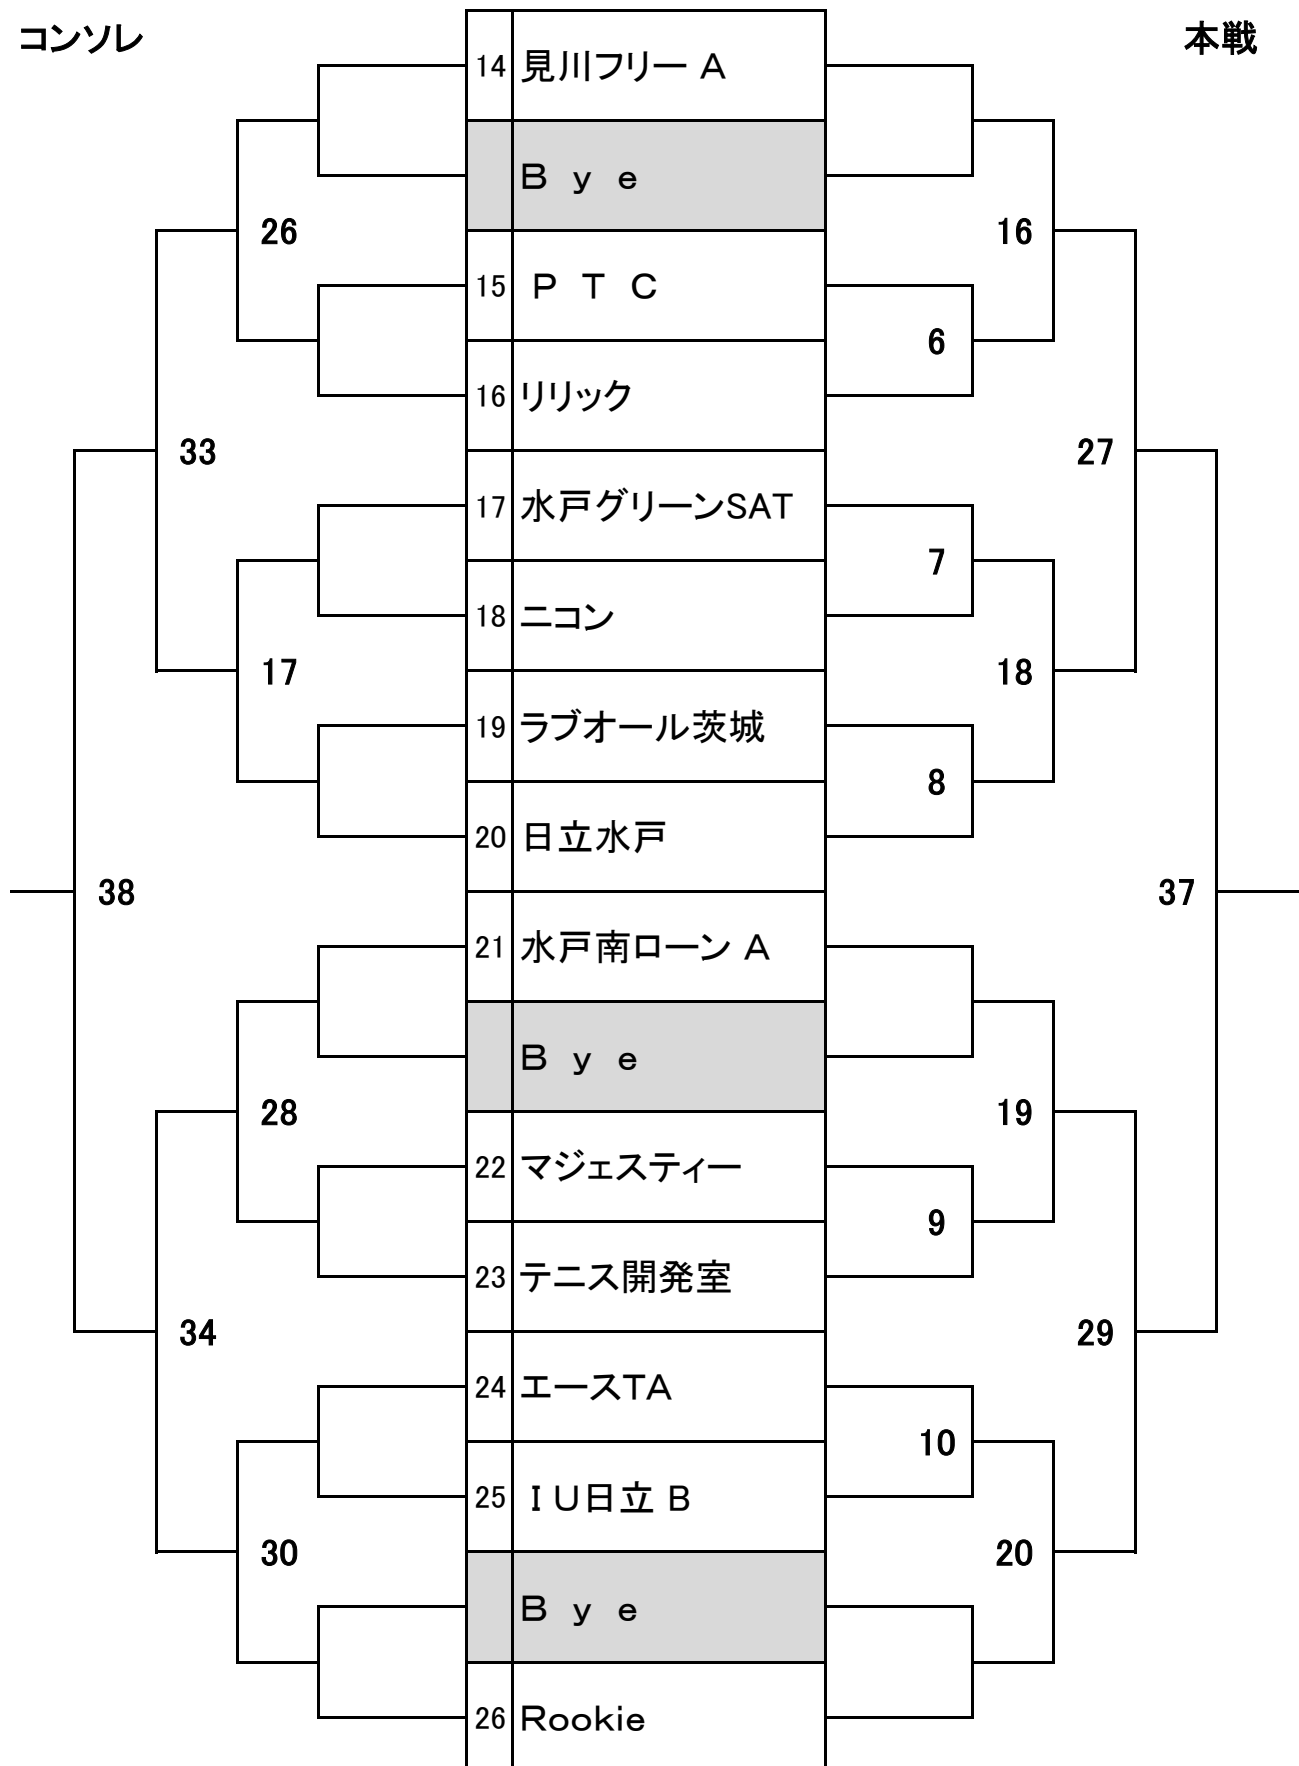 コンソレ
本戦
14 見川フリー A
Ｂｙｅ
26
16
15 ＰＴＣ
6
16 リリック
33
27
17 水戸グリーンSAT
7
18 ニコン
17
18
19 ラブオール茨城
8
20 日立水戸
38
37
21 水戸南ローン A
Ｂｙｅ
28
19
22 マジェスティー
9
23 テニス開発室
34
29
24 エースTA
10
25 ＩＵ日立 B
30
20
Ｂｙｅ
26 Rookie